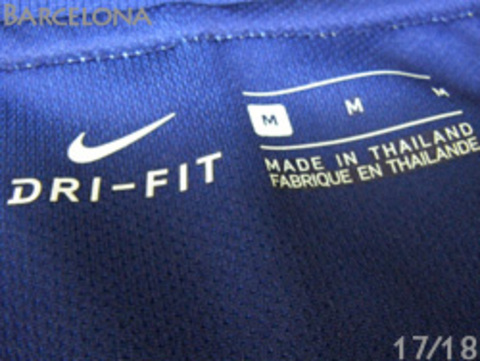 BARCELONA
M M M
DRI-FIT
MADE IN THAILAND
FABRIQUE EN THAILANDE
17/18